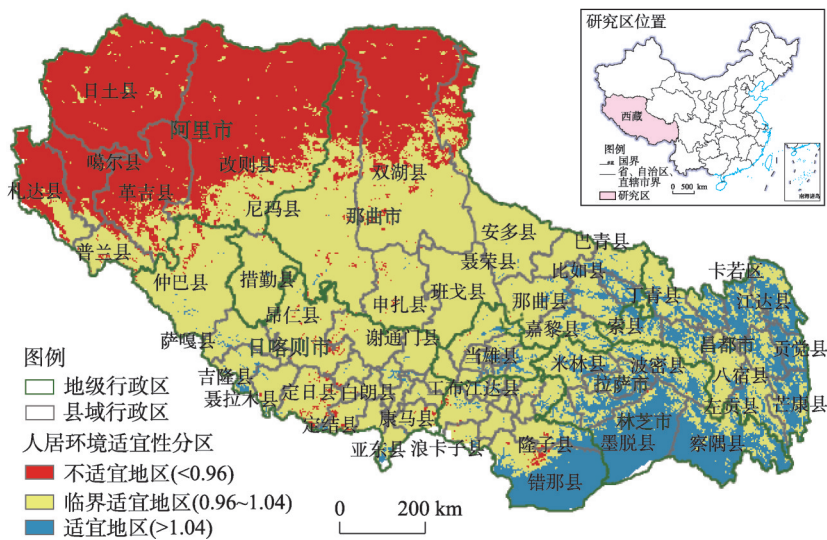 研究区位置
西藏
图例
国界
省、自治区、
直辖市界
研究区
0 500 km
南海诸岛
日土县
阿里市
噶尔县
改则县
札达县
革吉县
双湖县
尼玛县
那曲市
普兰县
安多县
巴青县
聂荣县
仲巴县
措勤县
比如县
卡若区
班戈县
丁青县
江达县
申扎县
那曲县
昂仁县
嘉黎县
索县
萨嘎县
谢通门县
日喀则市
昌都市
贡觉县
当雄县
米林县
波密县
八宿县
吉隆县
拉萨市
定日县
白朗县
工布江达县
聂拉木县
左贡县
芒康县
康马县
林芝市
定结县
隆子县
墨脱县
察隅县
亚东县
浪卡子县
错那县
图例
地级行政区
县域行政区
人居环境适宜性分区
不适宜地区(<0.96)
临界适宜地区(0.96~1.04)
适宜地区(>1.04)
0 200 km